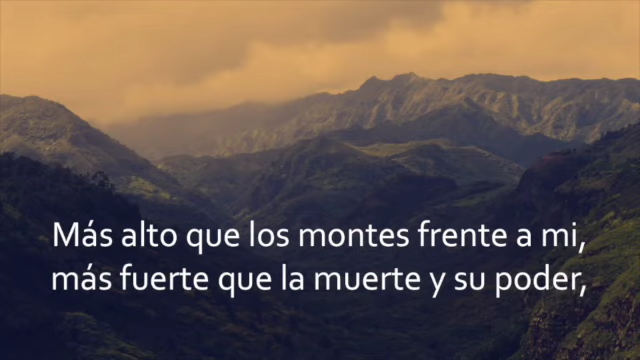 Más alto que los montes frente a mi,
más fuerte que la muerte y su poder,